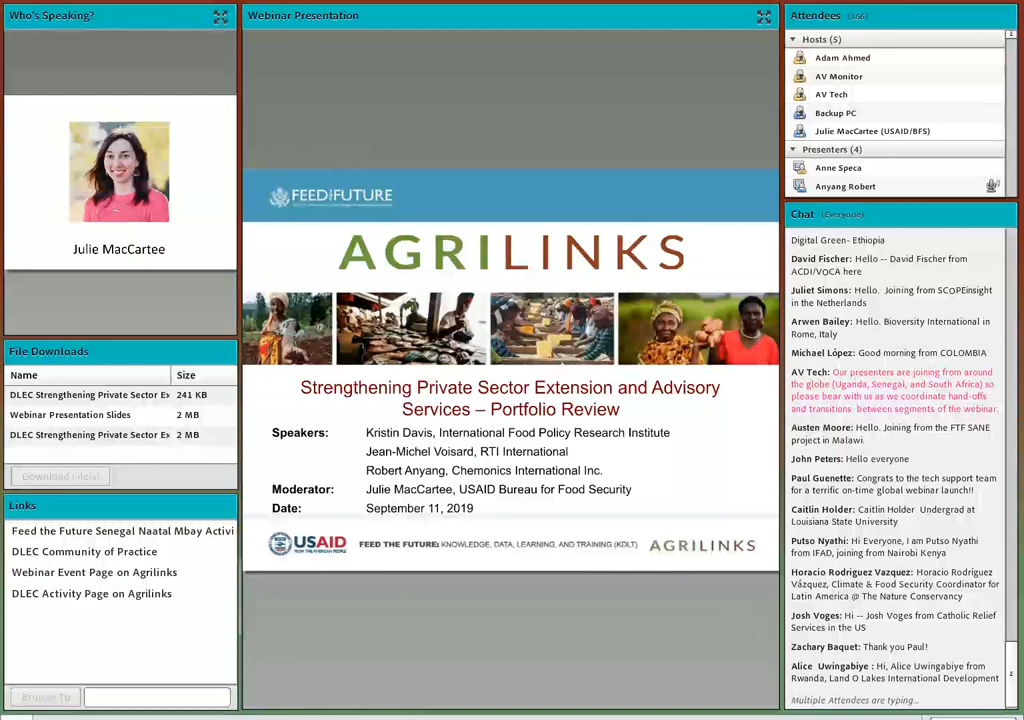 Who's Speaking?
Julie MacCartee
File Downloads
Name Size
DLEC Strengthening Private Sector Ex 241 KB
Webinar Presentation Slides 2 MB
DLEC Strengthening Private Sector Ex 2 MB
Download File(s)
Links
Feed the Future Senegal Naatal Mbay Activi
DLEC Community of Practice
Webinar Event Page on Agrilinks
DLEC Activity Page on Agrilinks
Browse To
Webinar Presentation
FEED THE FUTURE
AGRILINKS
Strengthening Private Sector Extension and Advisory
Services – Portfolio Review
Speakers: Kristin Davis, International Food Policy Research Institute
Jean-Michel Voisard, RTI International
Robert Anyang, Chemonics International Inc.
Moderator: Julie MacCartee, USAID Bureau for Food Security
Date: September 11, 2019
USAID
FROM THE AMERICAN PEOPLE
FEED THE FUTURE: KNOWLEDGE, DATA, LEARNING, AND TRAINING (KDLT)
AGRILINKS
Attendees (166)
Hosts (5)
Adam Ahmed
AV Monitor
AV Tech
Backup PC
Julie MacCartee (USAID/BFS)
Presenters (4)
Anne Speca
Anyang Robert
Chat (Everyone)
Digital Green- Ethiopia
David Fischer: Hello -- David Fischer from
ACDI/VOCA here
Juliet Simons: Hello. Joining from SCOPEinsight
in the Netherlands
Arwen Bailey: Hello. Bioversity International in
Rome, Italy
Michael López: Good morning from COLOMBIA
AV Tech: Our presenters are joining from around
the globe (Uganda, Senegal, and South Africa) so
please bear with us as we coordinate hand-offs
and transitions between segments of the webinar.
Austen Moore: Hello. Joining from the FTF SANE
project in Malawi.
John Peters: Hello everyone
Paul Guenette: Congrats to the tech support team
for a terrific on-time global webinar launch!!
Caitlin Holder: Caitlin Holder Undergrad at
Louisiana State University
Putso Nyathi: Hi Everyone, I am Putso Nyathi
from IFAD, joining from Nairobi Kenya
Horacio Rodriguez Vazquez: Horacio Rodríguez
Vázquez, Climate & Food Security Coordinator for
Latin America @ The Nature Conservancy
Josh Voges: Hi -- Josh Voges from Catholic Relief
Services in the US
Zachary Baquet: Thank you Paul!
Alice Uwingabiye : Hi, Alice Uwingabiye from
Rwanda, Land O Lakes International Development
Multiple Attendees are typing...